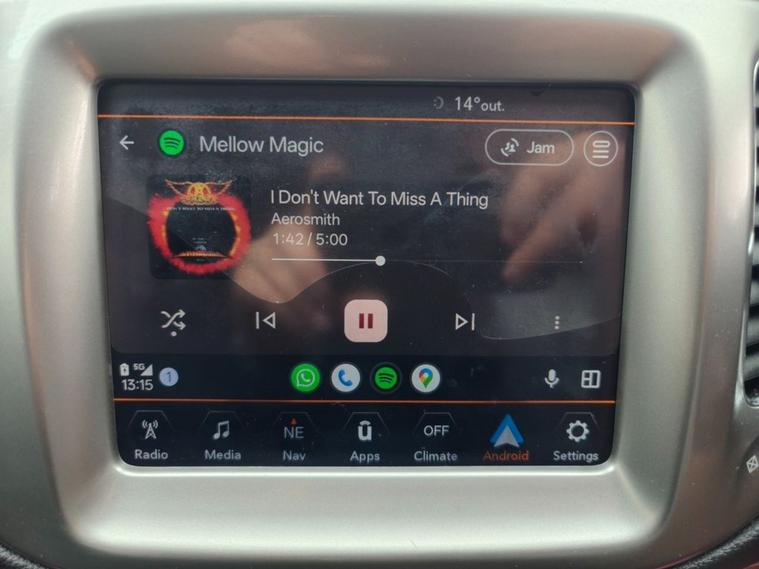 14°out.
Mellow Magic
Jam
I Don't Want To Miss A Thing
Aerosmith
1:42 / 5:00
5G
13:15
1
NE
OFF
Radio
Media
Nav
Apps
Climate
Android
Settings